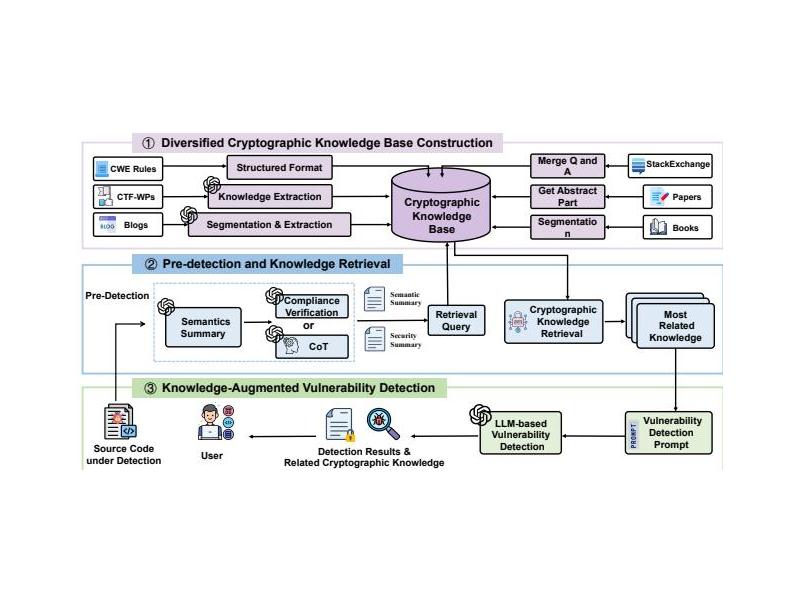 ① Diversified Cryptographic Knowledge Base Construction
CWE Rules
Structured Format
Merge Q and
A
StackExchange
CTF-WPs
Knowledge Extraction
Cryptographic
Knowledge
Base
Get Abstract
Part
Papers
BLOG
Blogs
Segmentation & Extraction
Segmentatio
n
Books
② Pre-detection and Knowledge Retrieval
Pre-Detection
Semantics
Summary
Compliance
Verification
or
CoT
Semantic
Summary
Security
Summary
Retrieval
Query
Cryptographic
Knowledge
Retrieval
Most
Related
Knowledge
③ Knowledge-Augmented Vulnerability Detection
Source Code
under Detection
User
Detection Results &
Related Cryptographic Knowledge
LLM-based
Vulnerability
Detection
PROMPT
Vulnerability
Detection
Prompt